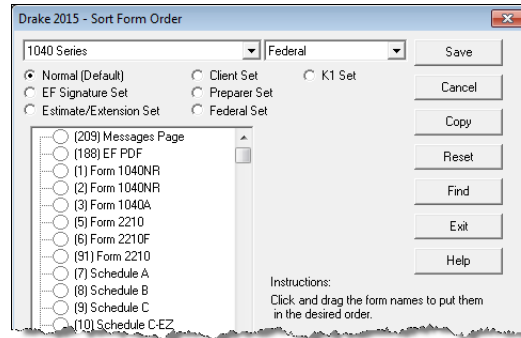 Drake 2015 - Sort Form Order
1040 Series
Federal
Save
Normal (Default)
Client Set
K1 Set
EF Signature Set
Preparer Set
Cancel
Estimate/Extension Set
Federal Set
Copy
(209) Messages Page
(188) EF PDF
Reset
(1) Form 1040NR
(2) Form 1040NR
(3) Form 1040A
Find
(5) Form 2210
(6) Form 2210F
Exit
(91) Form 2210
(7) Schedule A
Help
(8) Schedule B
Instructions:
(9) Schedule C
Click and drag the form names to put them
in the desired order.
(10) Schedule C-EZ